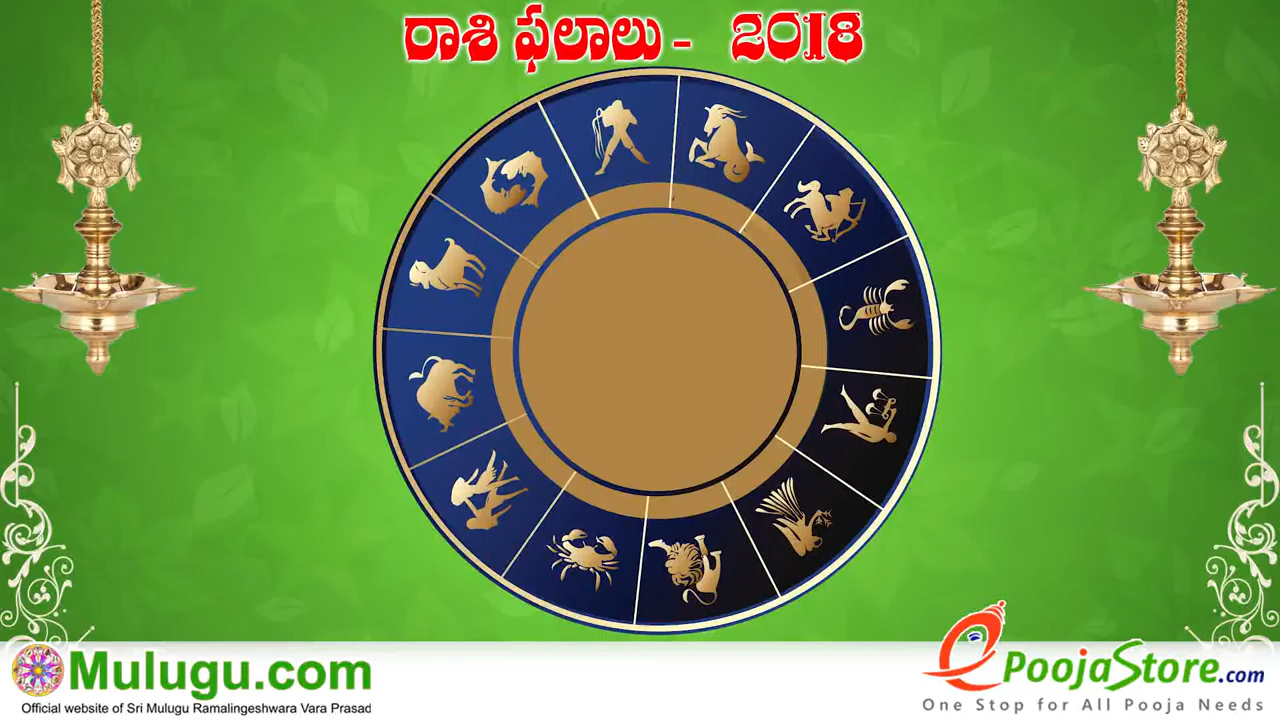 రాశి ఫలాలు - 2018
Mulugu.com
Official website of Sri Mulugu Ramalingeshwara Vara Prasad
ePoojaStore.com
One Stop for All Pooja Needs